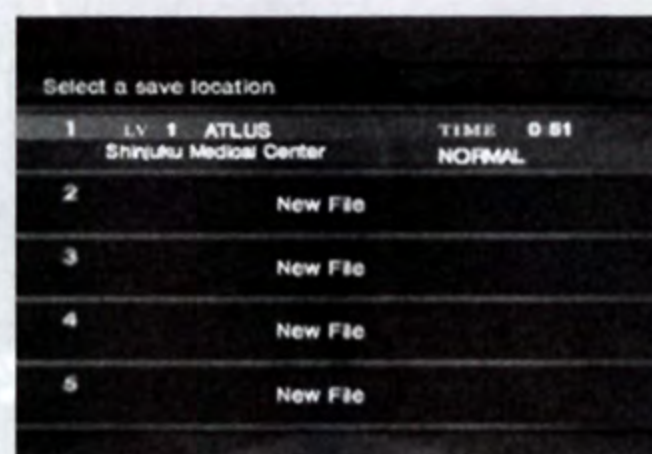 Select a save location
1 LV 1 ATLUS TIME 0 51
Shinjuku Medical Center NORMAL
2 New File
3 New File
4 New File
5 New File